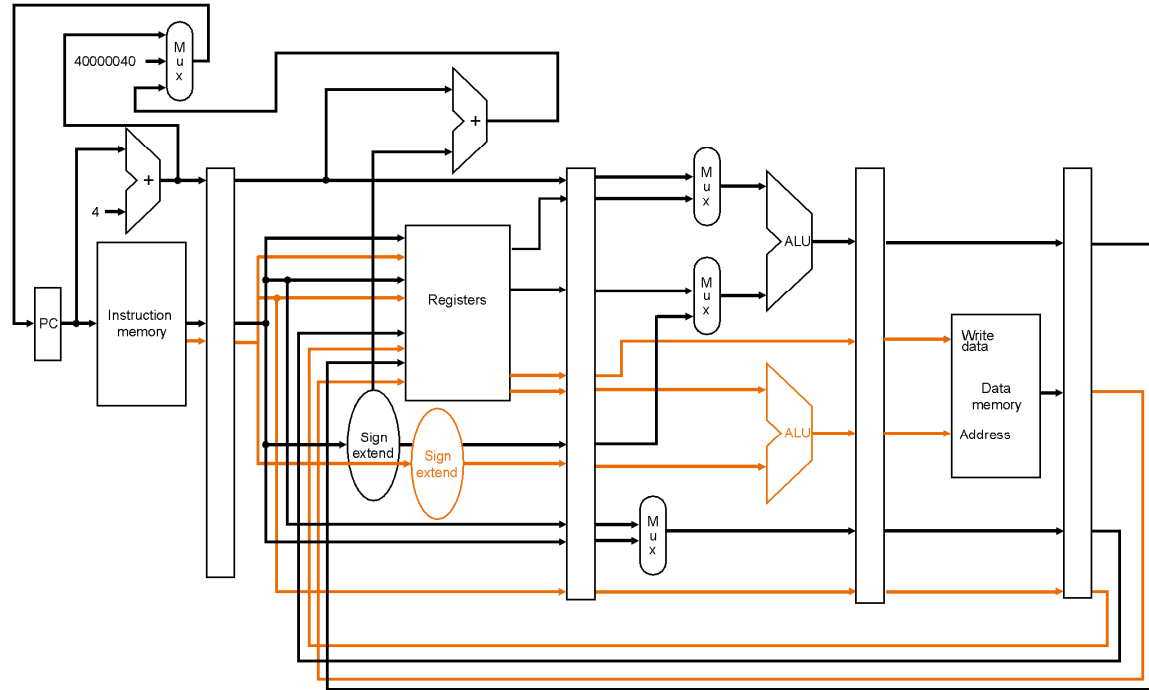 M
u
x
40000040
+
+
4
M
u
x
ALU
M
u
x
Registers
PC
Instruction
memory
Write
data
Data
memory
ALU
Address
Sign
extend
Sign
extend
M
u
x